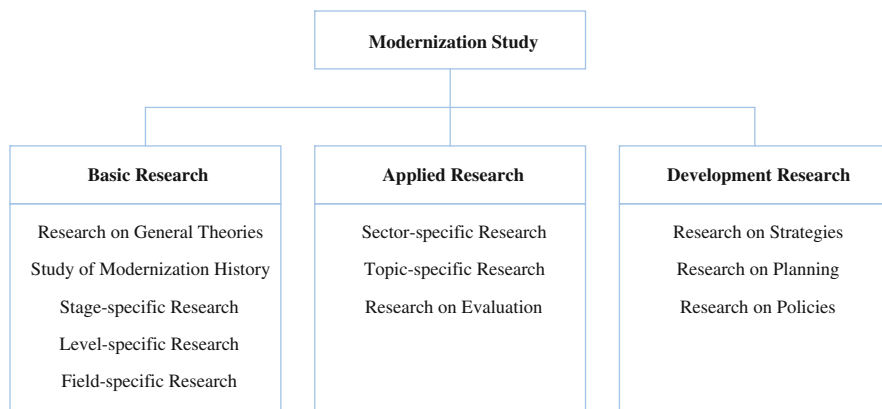 Modernization Study
Basic Research
Research on General Theories
Study of Modernization History
Stage-specific Research
Level-specific Research
Field-specific Research
Applied Research
Sector-specific Research
Topic-specific Research
Research on Evaluation
Development Research
Research on Strategies
Research on Planning
Research on Policies